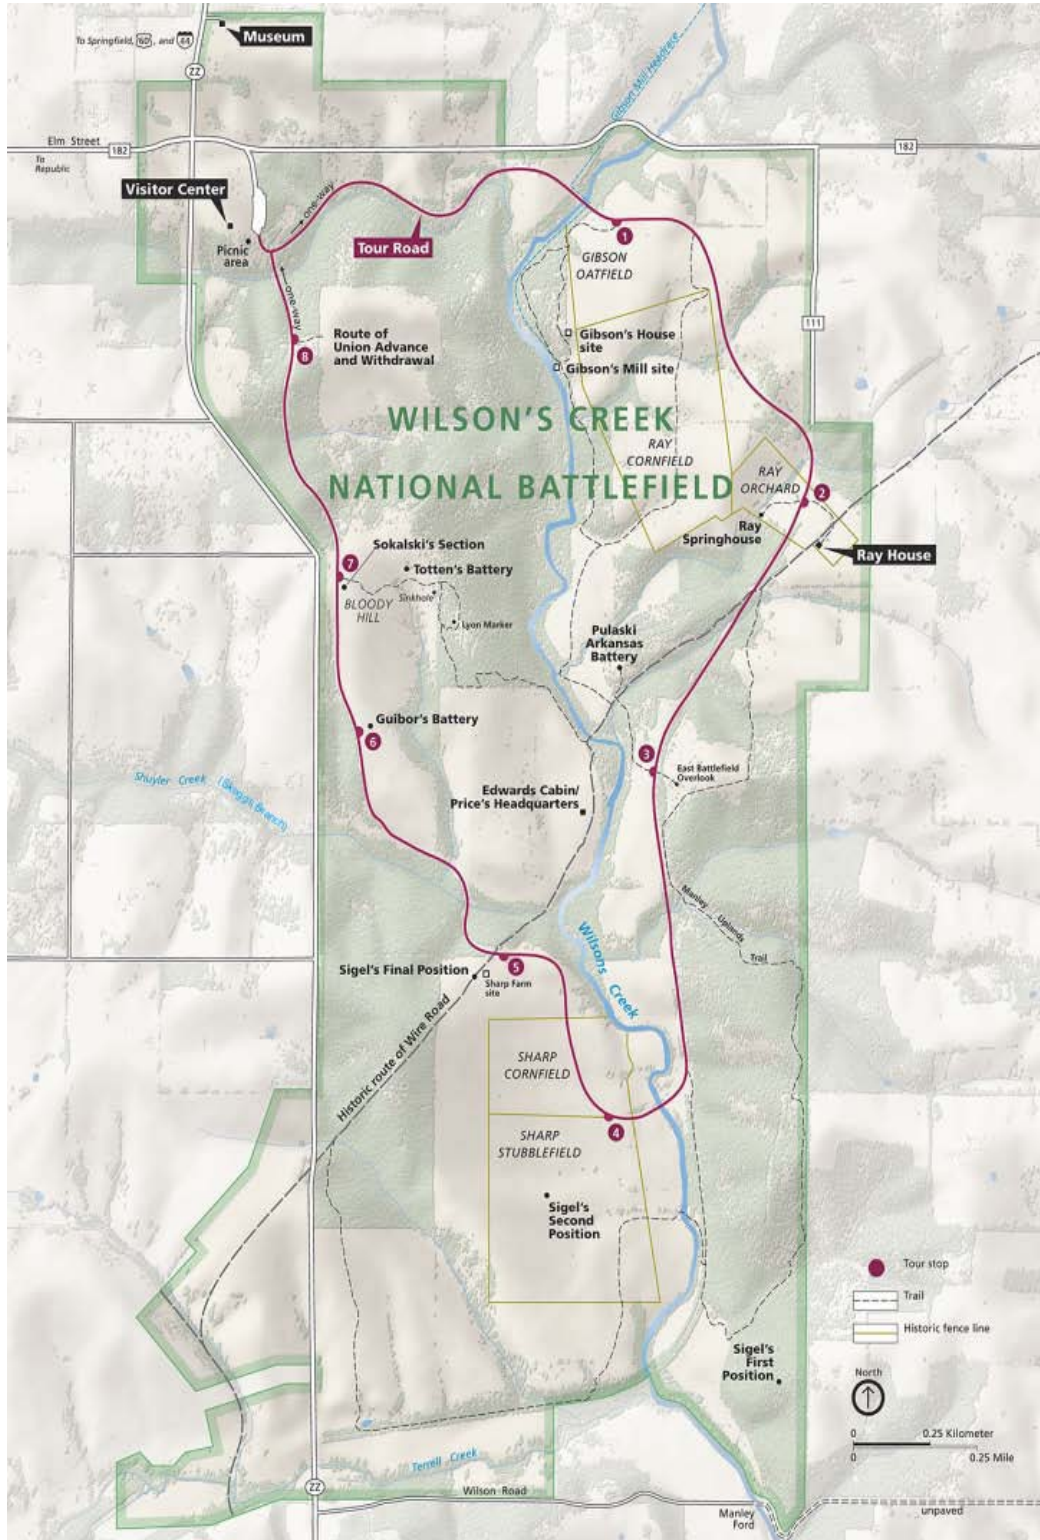 To Springfield, 60, and 44
Museum
ZZ
Gibson Mill Headrace
Elm Street
182
182
To
Republic
Visitor Center
one-way
Tour Road
Picnic
area
1
GIBSON
OATFIELD
one-way
111
Route of
Union Advance
and Withdrawal
8
Gibson's House
site
Gibson's Mill site
WILSON'S CREEK
NATIONAL BATTLEFIELD
RAY
CORNFIELD
RAY
ORCHARD
2
Ray
Springhouse
Ray House
Sokalski's Section
7
Totten's Battery
BLOODY
HILL
Sinkhole
Lyon Marker
Pulaski
Arkansas
Battery
Guibor's Battery
6
3
East Battlefield
Overlook
Shuyler Creek (Skeggs Branch)
Edwards Cabin/
Price's Headquarters
Manley Uplands
Trail
Wilsons Creek
5
Sigel's Final Position
Sharp Farm
site
Historic route of Wire Road
SHARP
CORNFIELD
4
SHARP
STUBBLEFIELD
Sigel's
Second
Position
Tour stop
Trail
Historic fence line
Sigel's
First
Position
North
0 0.25 Kilometer
0 0.25 Mile
Terrell Creek
ZZ
Wilson Road
Manley
Ford
unpaved